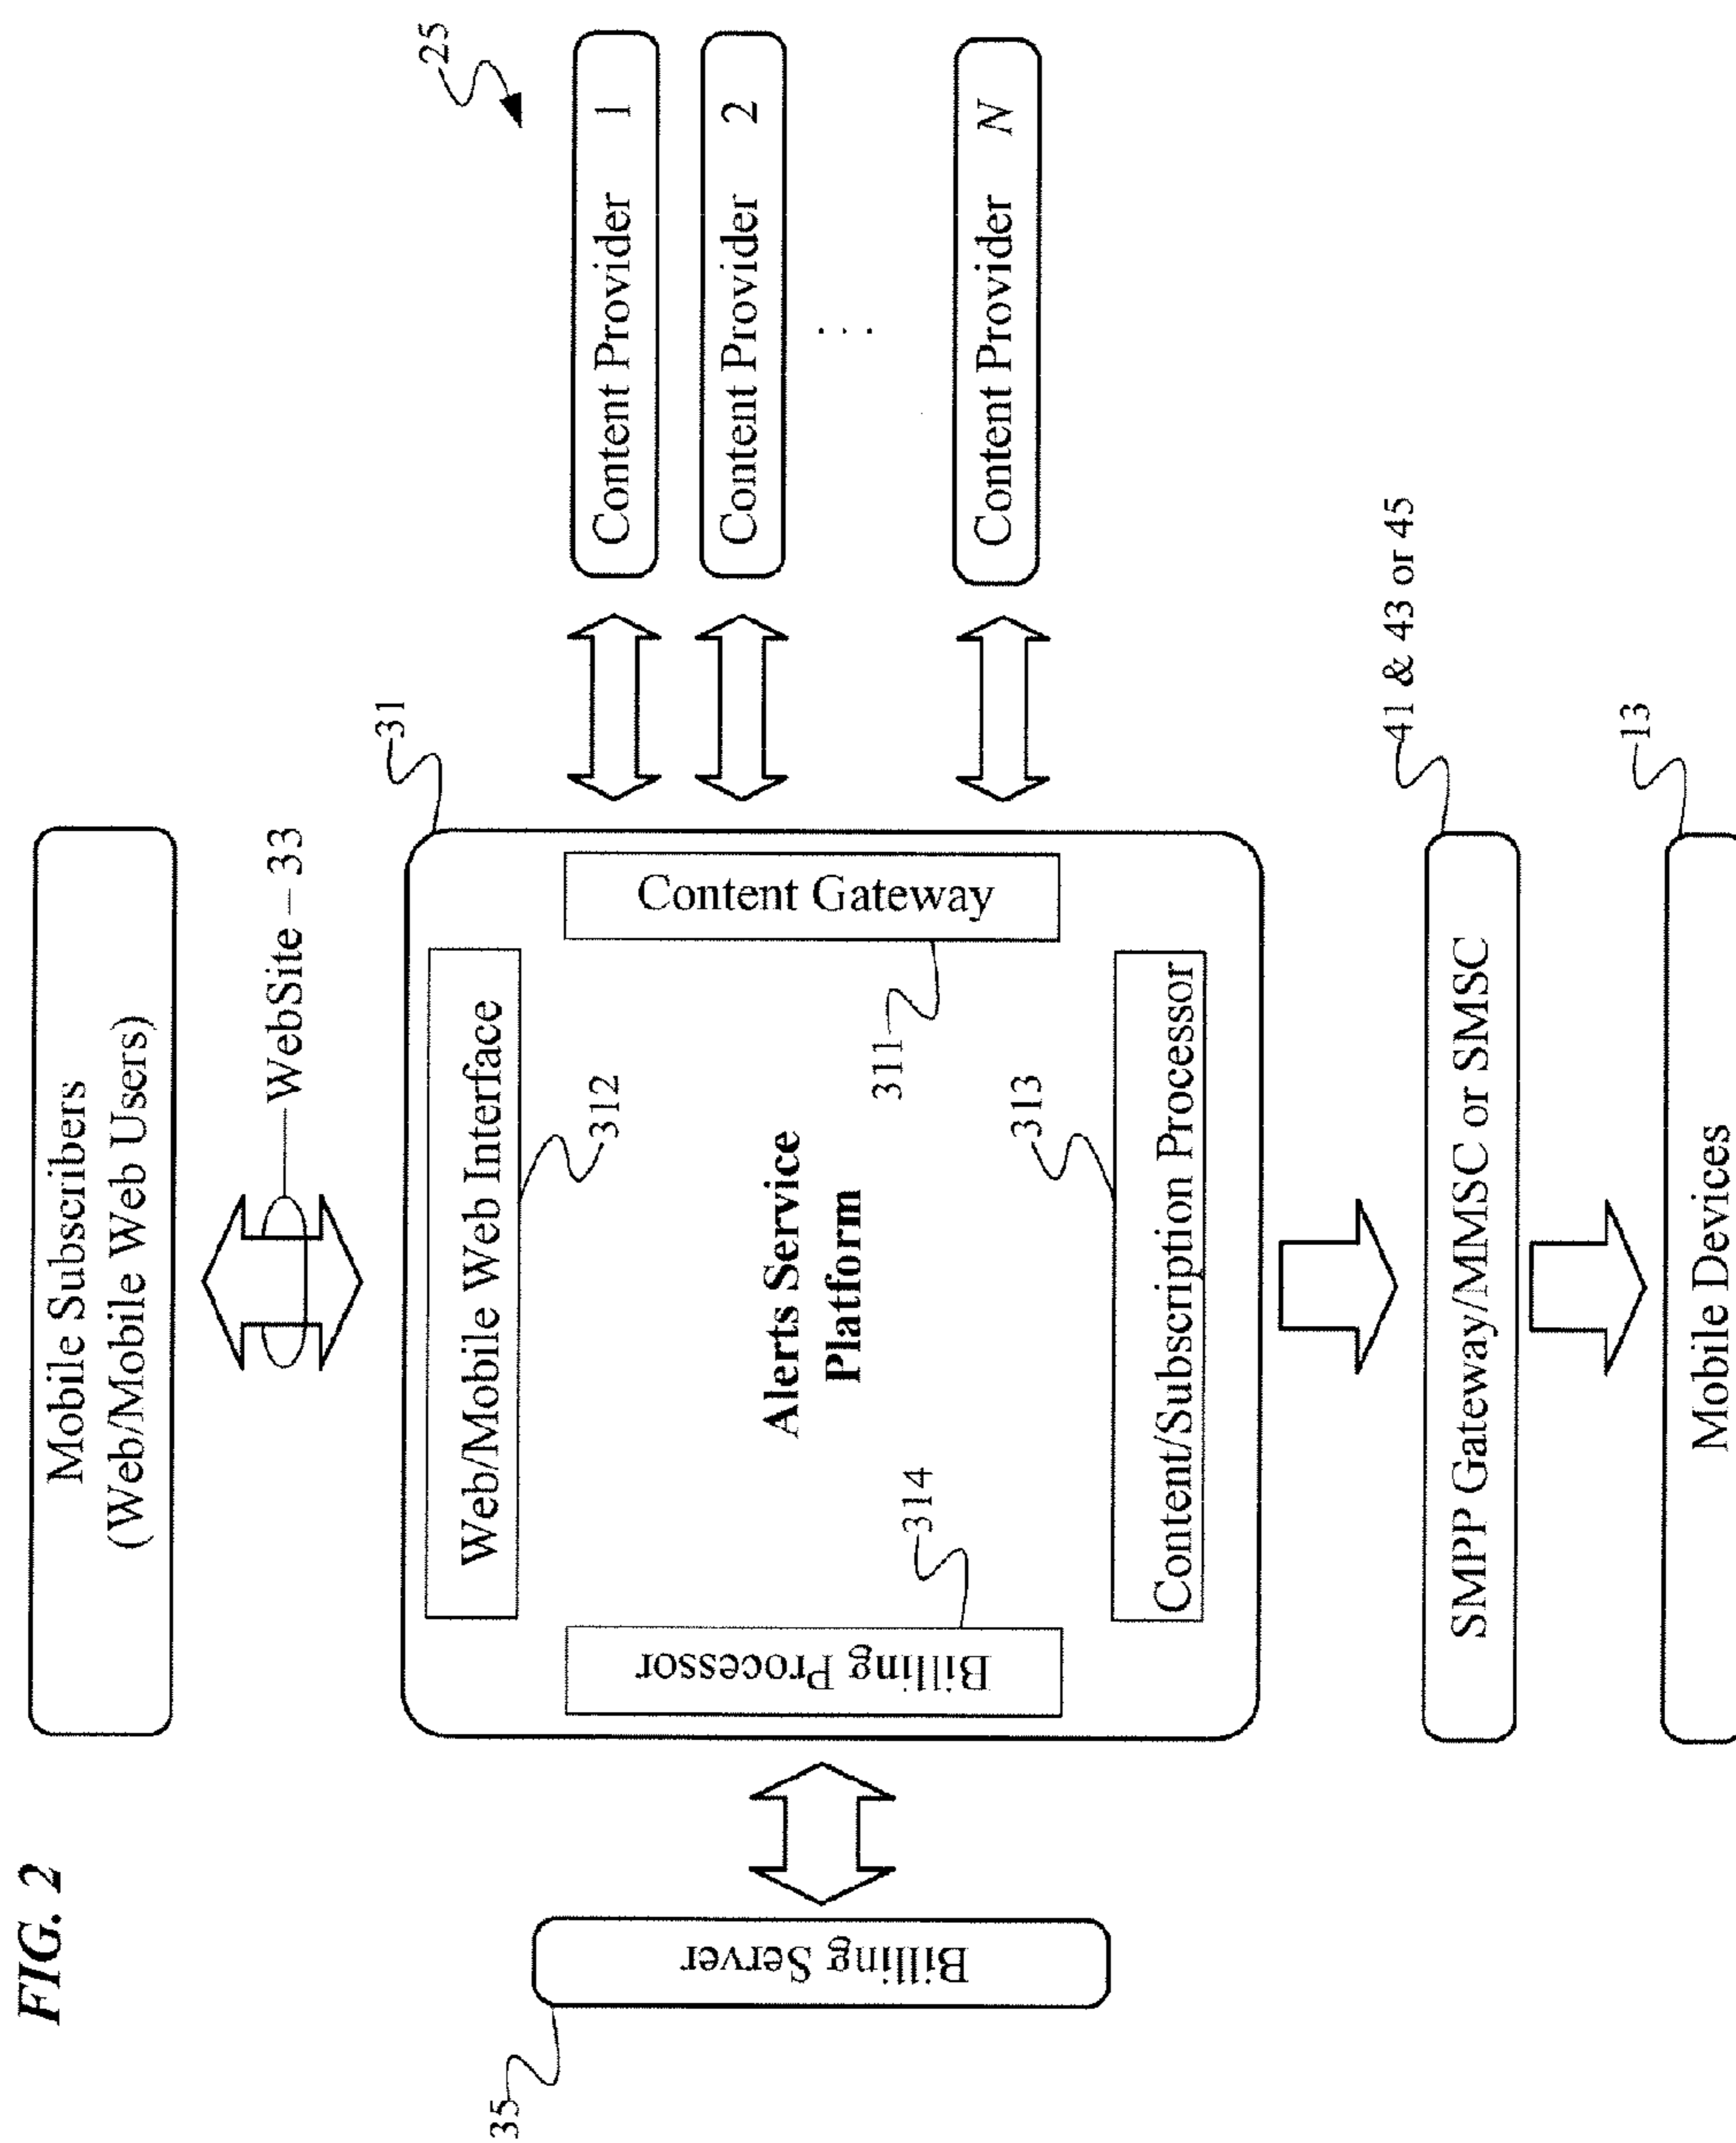 FIG. 2
Mobile Subscribers
(Web/Mobile Web Users)
WebSite
33
31
25
Web/Mobile Web Interface
312
Content Gateway
311
Alerts Service
Platform
Billing Processor
314
313
Content/Subscription Processor
Billing Server
35
Content Provider 1
Content Provider 2
. . .
Content Provider N
41 & 43 or 45
SMPP Gateway/MMSC or SMSC
13
Mobile Devices